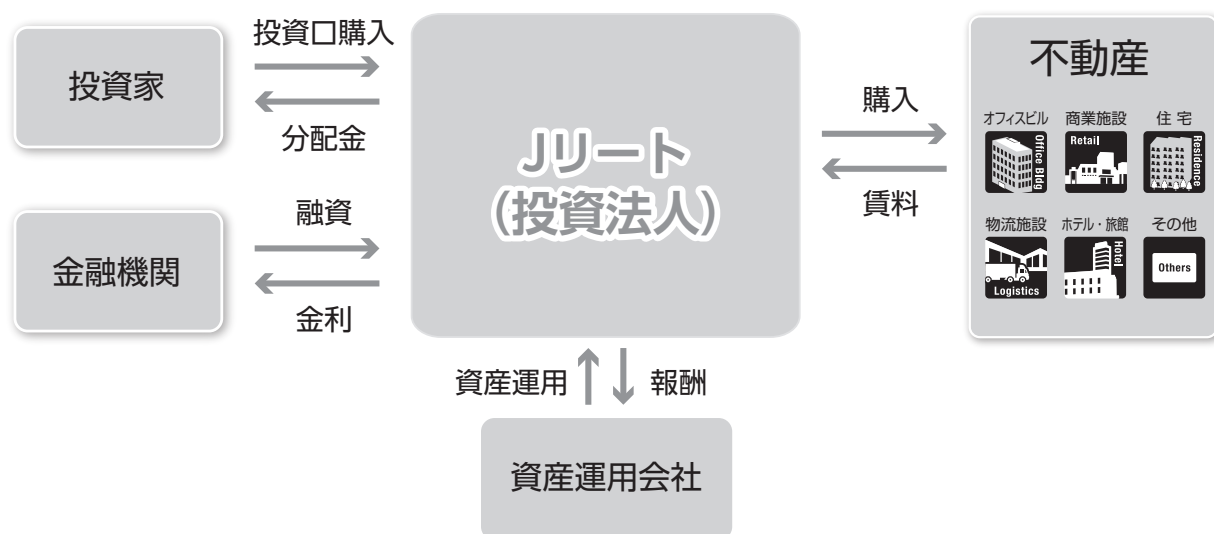 投資家
投資口購入
分配金
金融機関
融資
金利
Jリート
(投資法人)
購入
賃料
不動産
オフィスビル
Office Bldg
商業施設
Retail
住 宅
Residence
物流施設
Logistics
ホテル・旅館
Hotel
その他
Others
資産運用
報酬
資産運用会社